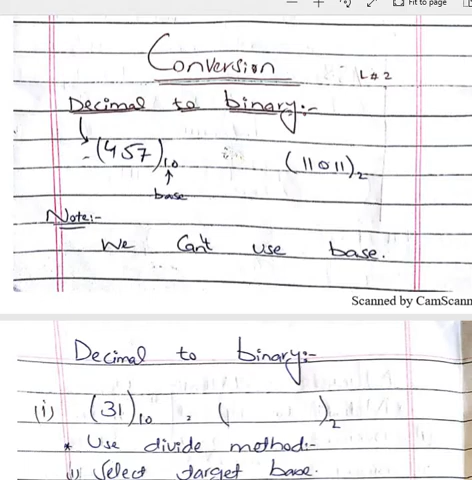 Fit to page
Conversion
L#2
Decimal to binary:-
(457)10
(11011)2
base
Note:-
We Can't use base.
Scanned by CamScann
Decimal to binary:-
(i) (31)10 , ( )2
* Use divide method:-
(i) Select target base.